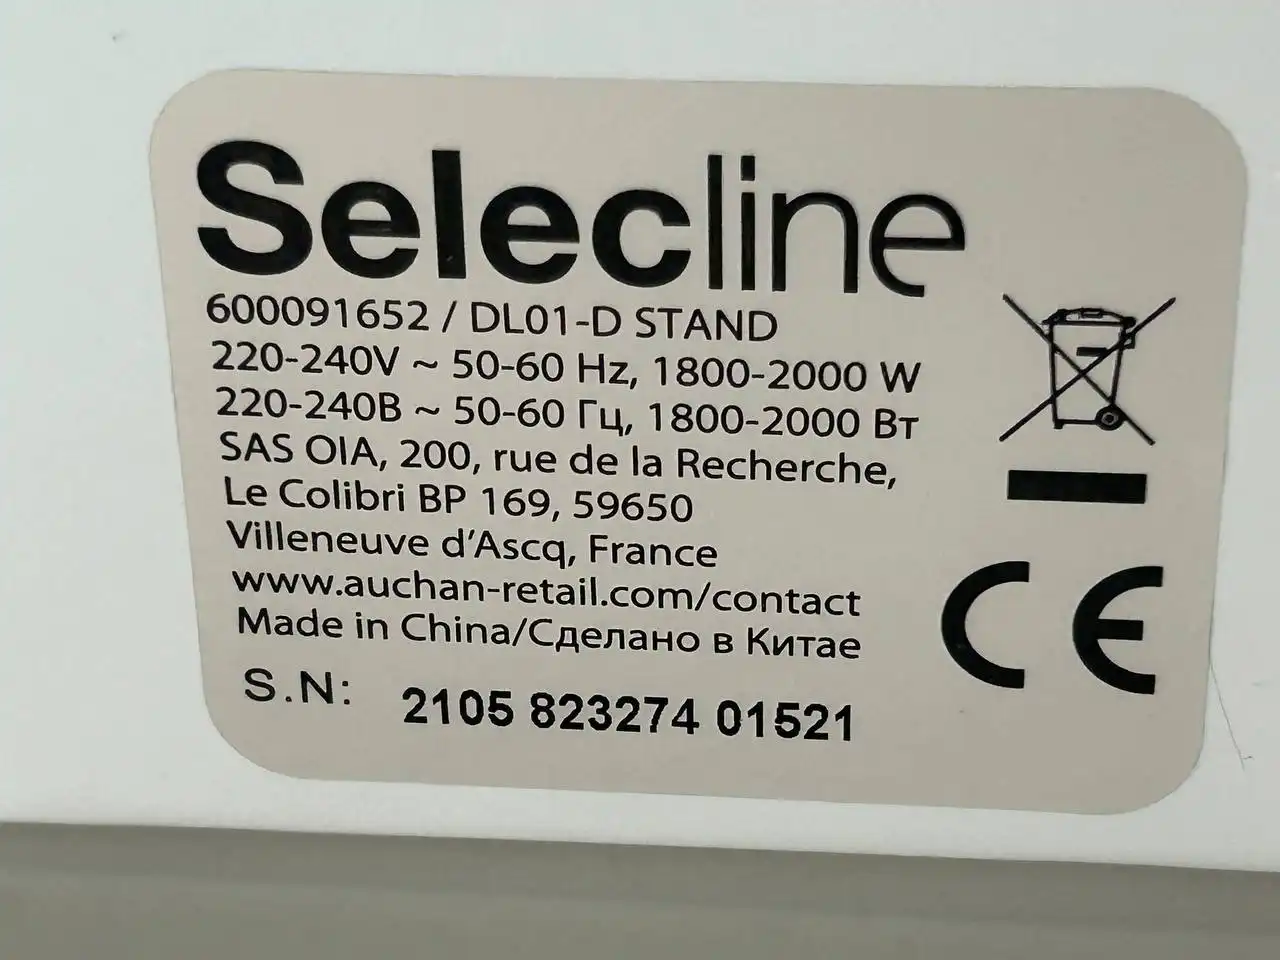 Selecline
600091652 / DL01-D STAND
220-240V ~ 50-60 Hz, 1800-2000 W
220-240В ~ 50-60 Гц, 1800-2000 Вт
SAS OIA, 200, rue de la Recherche,
Le Colibri BP 169, 59650
Villeneuve d'Ascq, France
www.auchan-retail.com/contact
Made in China/Сделано в Китае
S.N: 2105 823274 01521
CE